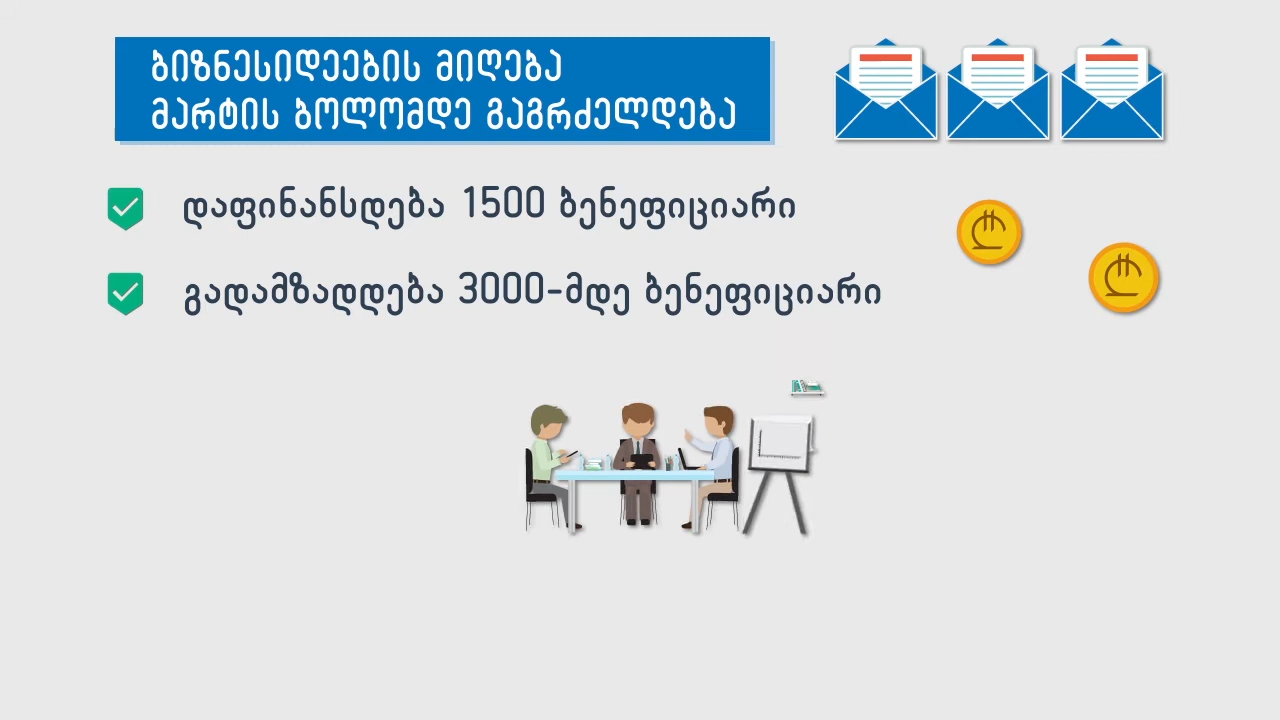 ბიზნესიდეების მიღება
მარტის ბოლომდე გაგრძელდება
დაფინანსდება 1500 ბენეფიციარი
გადამზადდება 3000-მდე ბენეფიციარი